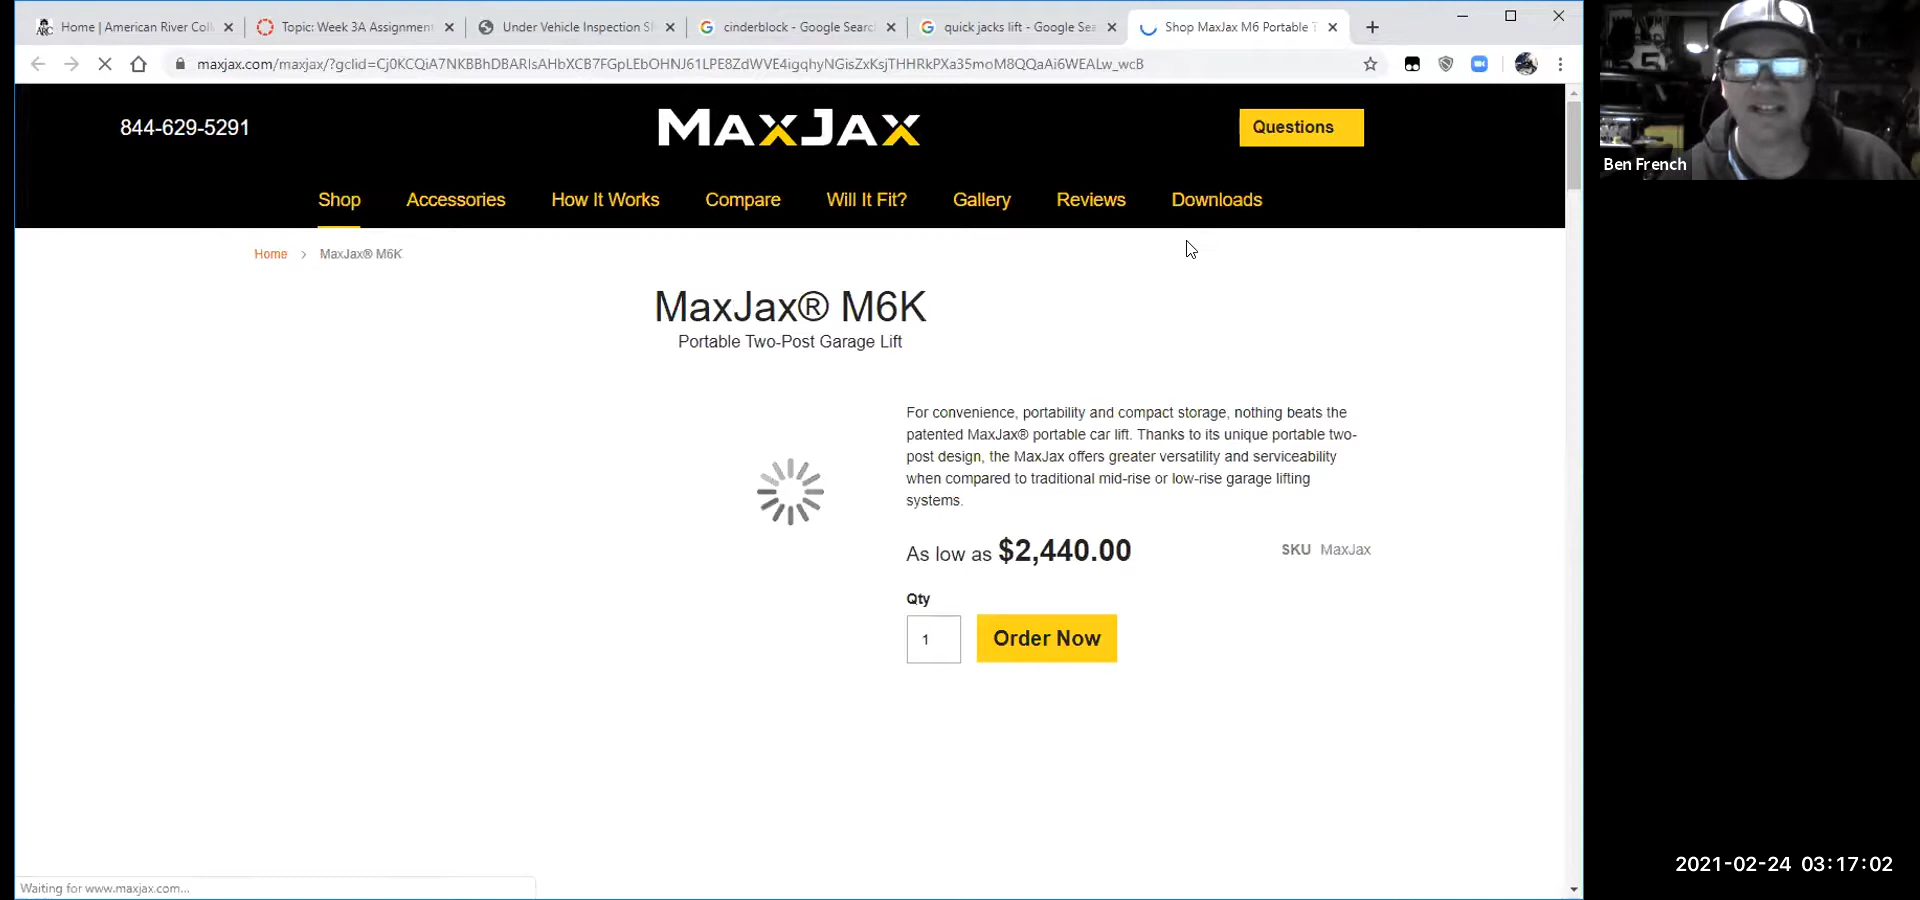 Home | American River Coll
Topic: Week 3A Assignment
Under Vehicle Inspection Sl
cinderblock - Google Search
quick jacks lift - Google Sea
Shop MaxJax M6 Portable T
maxjax.com/maxjax/?gclid=Cj0KCQiA7NKBBhDBARIsAHbXCB7FGpLEbOHNJ61LPE8ZdWVE4igqhyNGisZxKsjTHHRkPXa35moM8QQaAi6WEALw_wcB
844-629-5291
MAXJAX
Questions
Shop Accessories How It Works Compare Will It Fit? Gallery Reviews Downloads
Home > MaxJax® M6K
MaxJax® M6K
Portable Two-Post Garage Lift
For convenience, portability and compact storage, nothing beats the
patented MaxJax® portable car lift. Thanks to its unique portable two-
post design, the MaxJax offers greater versatility and serviceability
when compared to traditional mid-rise or low-rise garage lifting
systems.
As low as $2,440.00
SKU MaxJax
Qty
1
Order Now
Waiting for www.maxjax.com...
Ben French
2021-02-24 03:17:02